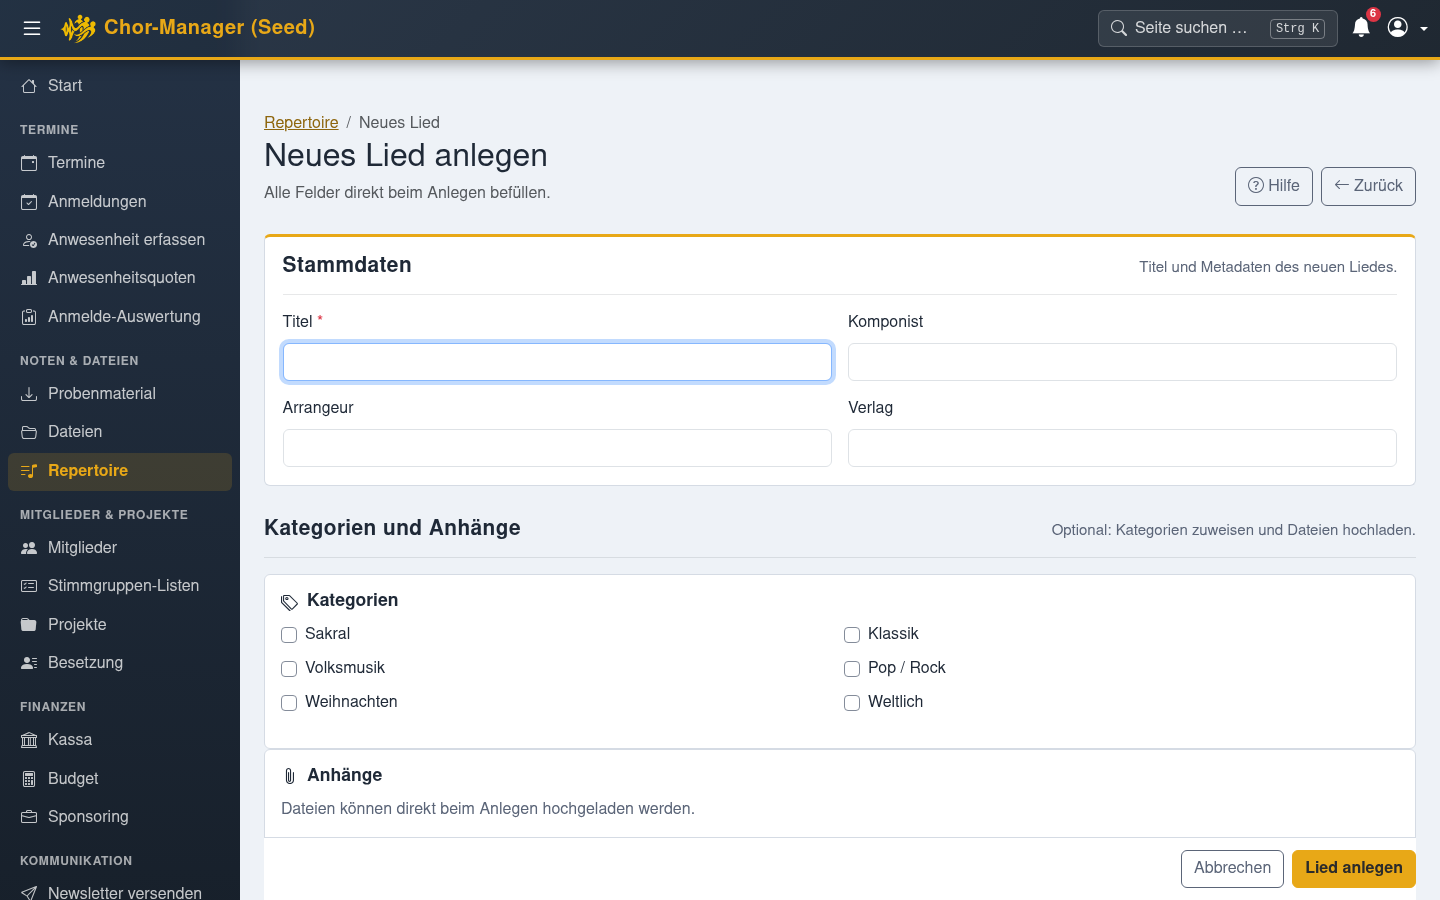 Chor-Manager (Seed)
Seite suchen …
Strg K
6
Start
TERMINE
Termine
Anmeldungen
Anwesenheit erfassen
Anwesenheitsquoten
Anmelde-Auswertung
NOTEN & DATEIEN
Probenmaterial
Dateien
Repertoire
MITGLIEDER & PROJEKTE
Mitglieder
Stimmgruppen-Listen
Projekte
Besetzung
FINANZEN
Kassa
Budget
Sponsoring
KOMMUNIKATION
Newsletter versenden
Repertoire / Neues Lied
Neues Lied anlegen
Alle Felder direkt beim Anlegen befüllen.
Hilfe
Zurück
Stammdaten
Titel und Metadaten des neuen Liedes.
Titel *
Komponist
Arrangeur
Verlag
Kategorien und Anhänge
Optional: Kategorien zuweisen und Dateien hochladen.
Kategorien
Sakral
Klassik
Volksmusik
Pop / Rock
Weihnachten
Weltlich
Anhänge
Dateien können direkt beim Anlegen hochgeladen werden.
Abbrechen
Lied anlegen